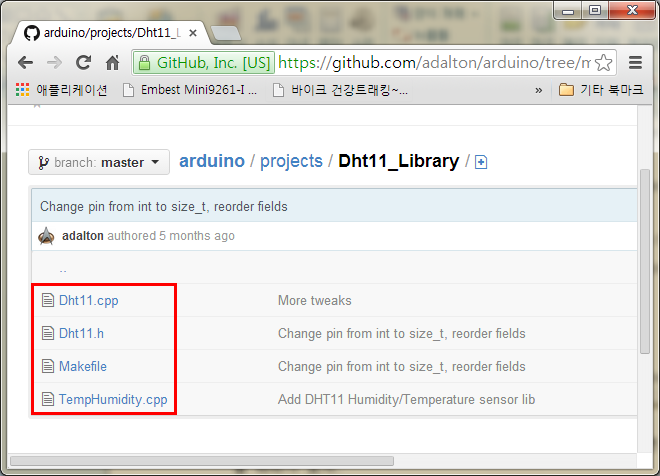 arduino/projects/Dht11_L
GitHub, Inc. [US] https://github.com/adalton/arduino/tree/m
애플리케이션 Embest Mini9261-I ... 바이크 건강트래킹~... » 기타 북마크
branch: master arduino / projects / Dht11_Library /
Change pin from int to size_t, reorder fields
adalton authored 5 months ago
..
Dht11.cpp More tweaks
Dht11.h Change pin from int to size_t, reorder fields
Makefile Change pin from int to size_t, reorder fields
TempHumidity.cpp Add DHT11 Humidity/Temperature sensor lib